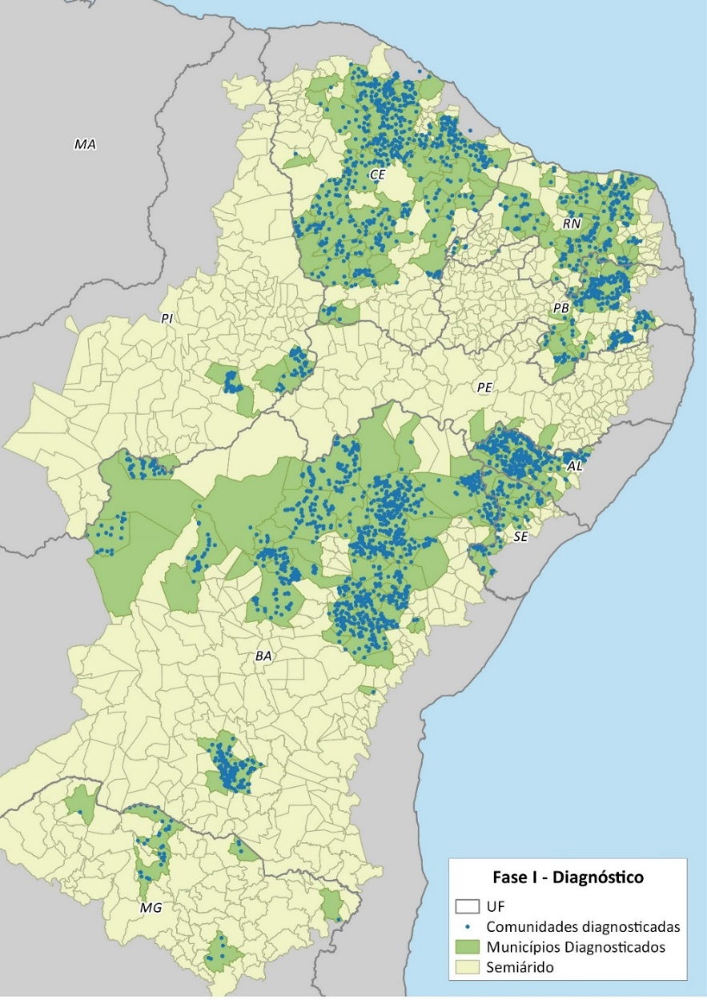 MA
CE
RN
PB
PI
PE
AL
SE
BA
MG
Fase I - Diagnóstico
UF
Comunidades diagnosticadas
Municípios Diagnosticados
Semiárido